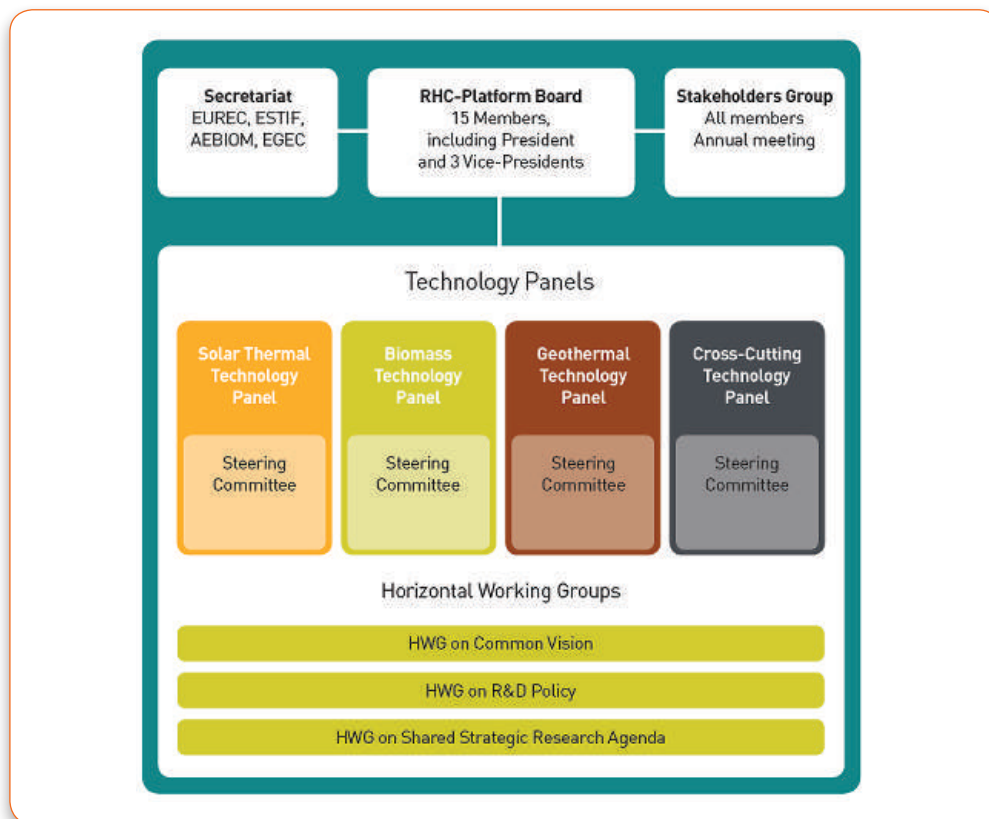 Secretariat
EUREC, ESTIF,
AEBIOM, EGEC
RHC-Platform Board
15 Members,
including President
and 3 Vice-Presidents
Stakeholders Group
All members
Annual meeting
Technology Panels
Solar Thermal
Technology
Panel
Steering
Committee
Biomass
Technology
Panel
Steering
Committee
Geothermal
Technology
Panel
Steering
Committee
Cross-Cutting
Technology
Panel
Steering
Committee
Horizontal Working Groups
HWG on Common Vision
HWG on R&D Policy
HWG on Shared Strategic Research Agenda